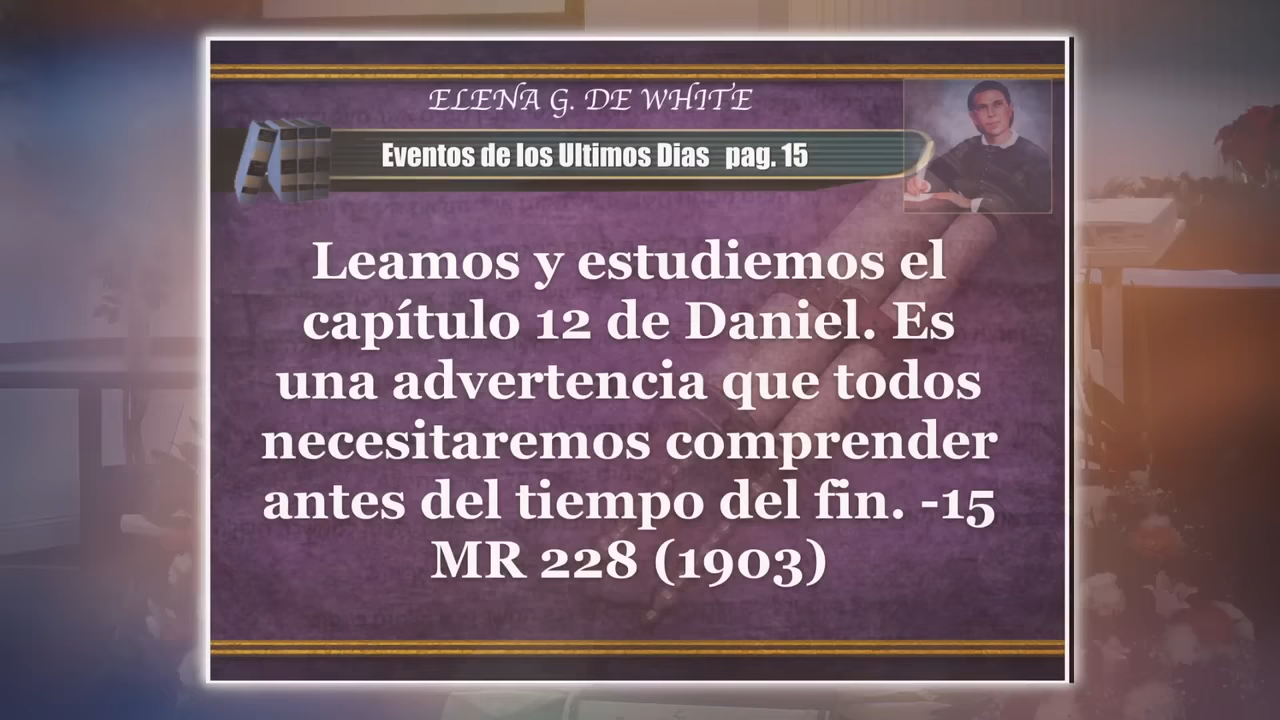 ELENA G. DE WHITE
Eventos de los Ultimos Dias pag. 15
Leamos y estudiemos el
capítulo 12 de Daniel. Es
una advertencia que todos
necesitaremos comprender
antes del tiempo del fin. -15
MR 228 (1903)